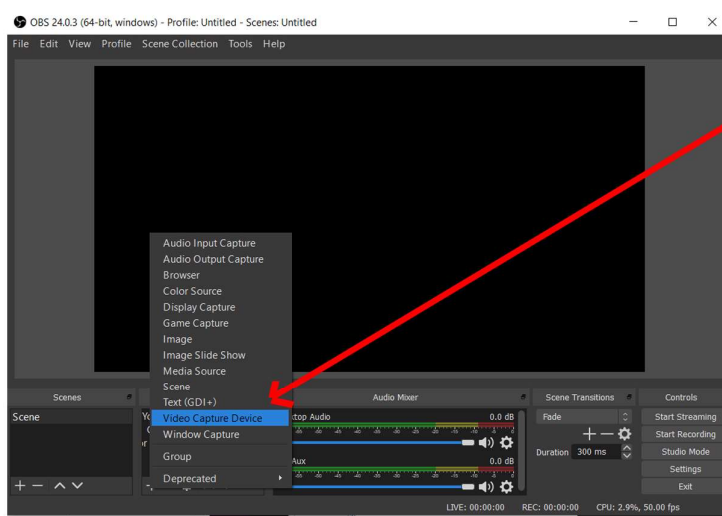 OBS 24.0.3 (64-bit, windows) - Profile: Untitled - Scenes: Untitled
File Edit View Profile Scene Collection Tools Help
Audio Input Capture
Audio Output Capture
Browser
Color Source
Display Capture
Game Capture
Image
Image Slide Show
Media Source
Scene
Text (GDI+)
Video Capture Device
Window Capture
Group
Deprecated
Scenes
Scene
Audio Mixer
top Audio 0.0 dB
Aux 0.0 dB
Scene Transitions
Fade
Duration 300 ms
Controls
Start Streaming
Start Recording
Studio Mode
Settings
Exit
LIVE: 00:00:00 REC: 00:00:00 CPU: 2.9%, 50.00 fps